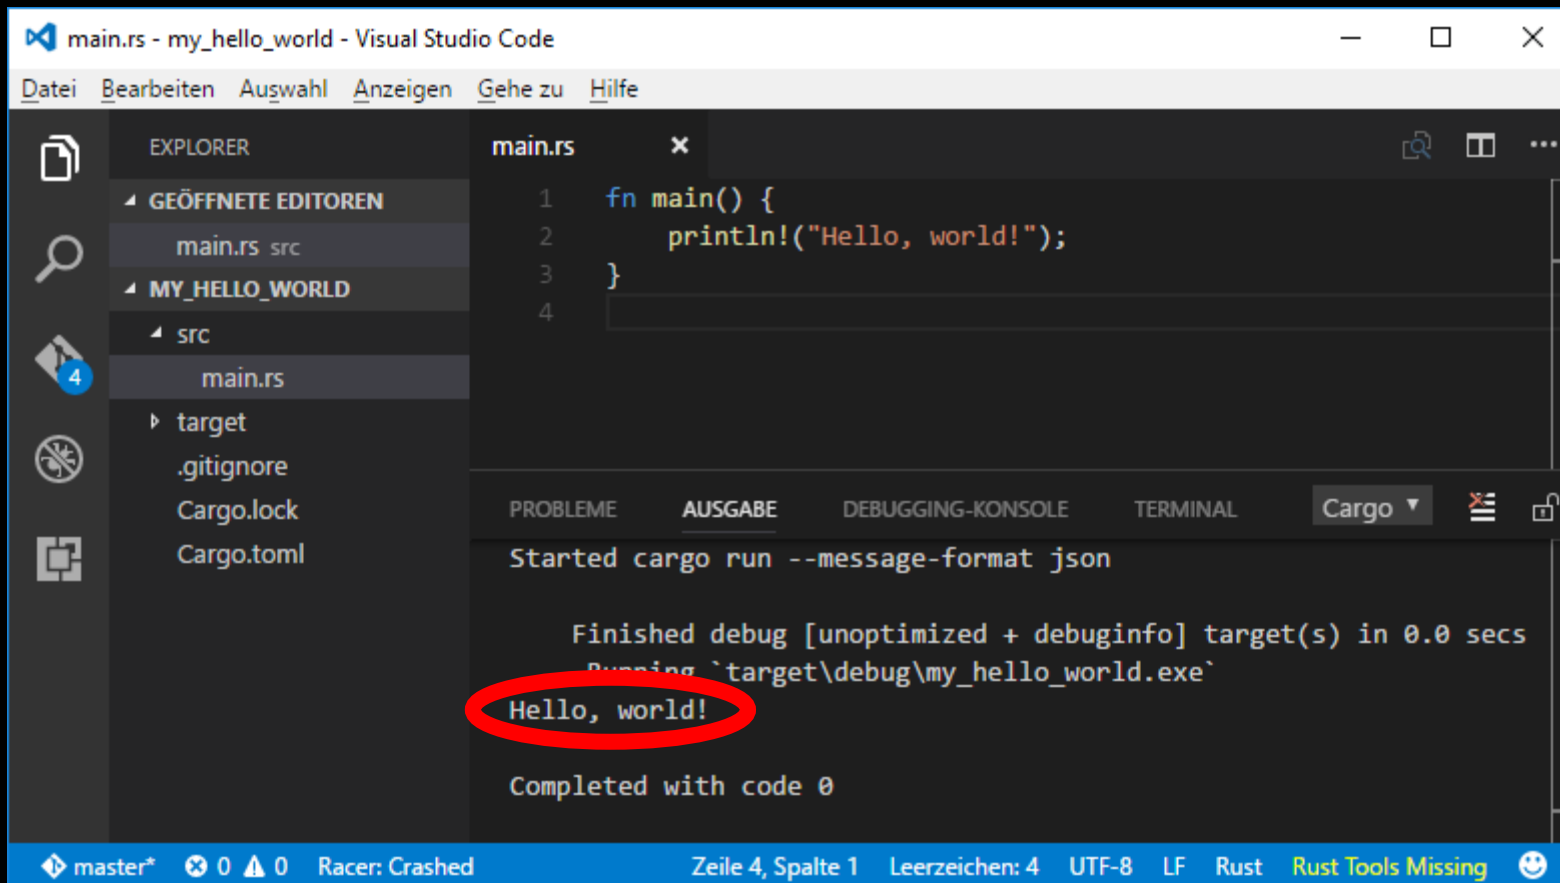 main.rs - my_hello_world - Visual Studio Code
Datei Bearbeiten Auswahl Anzeigen Gehe zu Hilfe
EXPLORER
GEÖFFNETE EDITOREN
main.rs src
MY_HELLO_WORLD
src
main.rs
target
.gitignore
Cargo.lock
Cargo.toml
4
main.rs
1 fn main() {
2     println!("Hello, world!");
3 }
4
PROBLEME AUSGABE DEBUGGING-KONSOLE TERMINAL Cargo
Started cargo run --message-format json
    Finished debug [unoptimized + debuginfo] target(s) in 0.0 secs
     Running `target\debug\my_hello_world.exe`
Hello, world!
Completed with code 0
master* 0 0 Racer: Crashed Zeile 4, Spalte 1 Leerzeichen: 4 UTF-8 LF Rust Rust Tools Missing